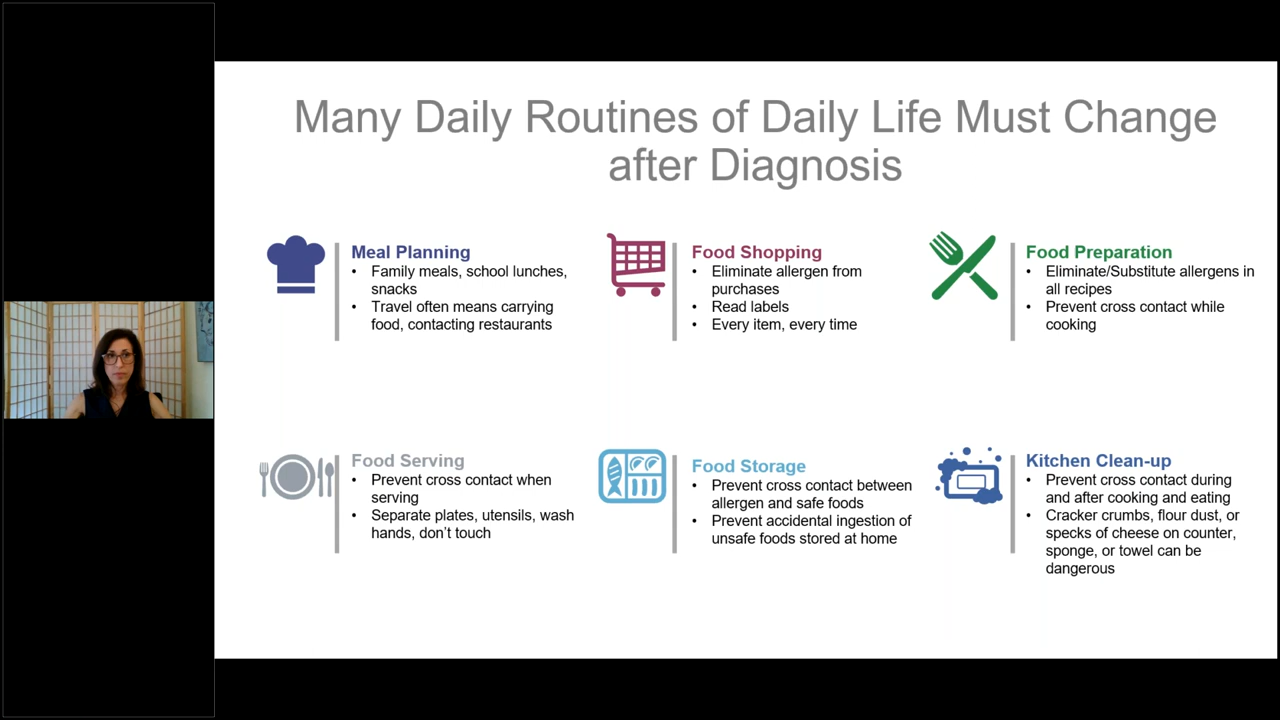 Many Daily Routines of Daily Life Must Change
after Diagnosis
Meal Planning
• Family meals, school lunches,
snacks
• Travel often means carrying
food, contacting restaurants
Food Shopping
• Eliminate allergen from
purchases
• Read labels
• Every item, every time
Food Preparation
• Eliminate/Substitute allergens in
all recipes
• Prevent cross contact while
cooking
Food Serving
• Prevent cross contact when
serving
• Separate plates, utensils, wash
hands, don’t touch
Food Storage
• Prevent cross contact between
allergen and safe foods
• Prevent accidental ingestion of
unsafe foods stored at home
Kitchen Clean-up
• Prevent cross contact during
and after cooking and eating
• Cracker crumbs, flour dust, or
specks of cheese on counter,
sponge, or towel can be
dangerous